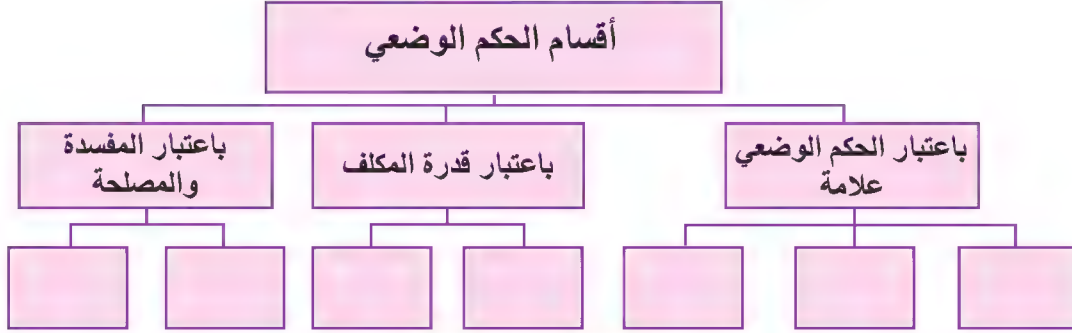 أقسام الحكم الوضعي
باعتبار الحكم الوضعي
علامة
باعتبار قدرة المكلف
باعتبار المفسدة
والمصلحة